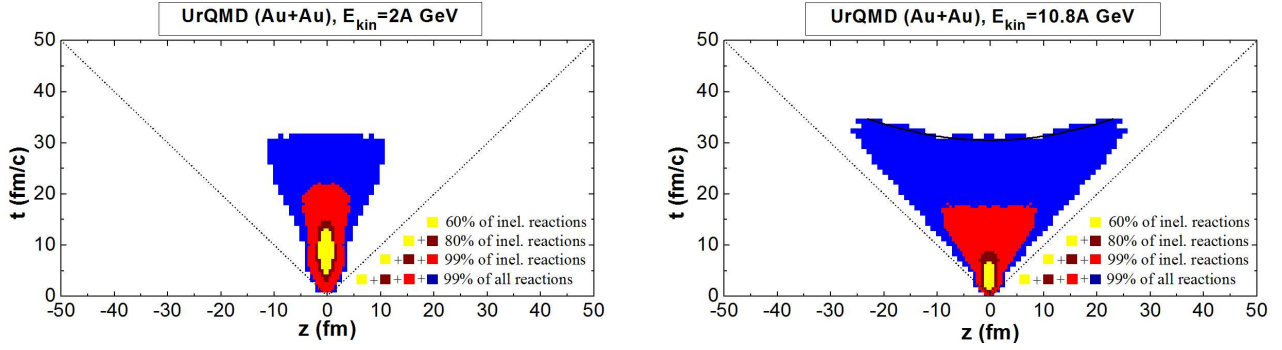 UrQMD (Au+Au), E_kin=2A GeV
50
40
30
20
10
0
t (fm/c)
60% of inel. reactions
+ 80% of inel. reactions
+ + 99% of inel. reactions
+ + + 99% of all reactions
-50 -40 -30 -20 -10 0 10 20 30 40 50
z (fm)
UrQMD (Au+Au), E_kin=10.8A GeV
50
40
30
20
10
0
t (fm/c)
60% of inel. reactions
+ 80% of inel. reactions
+ + 99% of inel. reactions
+ + + 99% of all reactions
-50 -40 -30 -20 -10 0 10 20 30 40 50
z (fm)